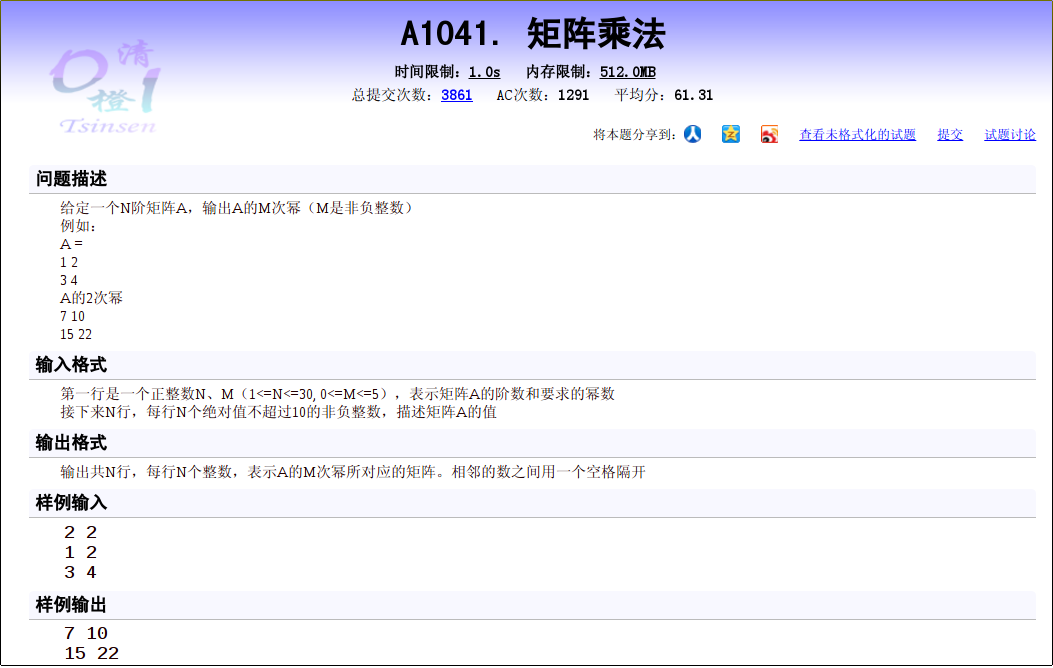 清橙
Tsinsen
A1041. 矩阵乘法
时间限制：1.0s 内存限制：512.0MB
总提交次数：3861 AC次数：1291 平均分：61.31
将本题分享到： 查看未格式化的试题 提交 试题讨论
问题描述
给定一个N阶矩阵A，输出A的M次幂（M是非负整数）
例如：
A =
1 2
3 4
A的2次幂
7 10
15 22
输入格式
第一行是一个正整数N、M（1<=N<=30, 0<=M<=5），表示矩阵A的阶数和要求的幂数
接下来N行，每行N个绝对值不超过10的非负整数，描述矩阵A的值
输出格式
输出共N行，每行N个整数，表示A的M次幂所对应的矩阵。相邻的数之间用一个空格隔开
样例输入
2 2
1 2
3 4
样例输出
7 10
15 22